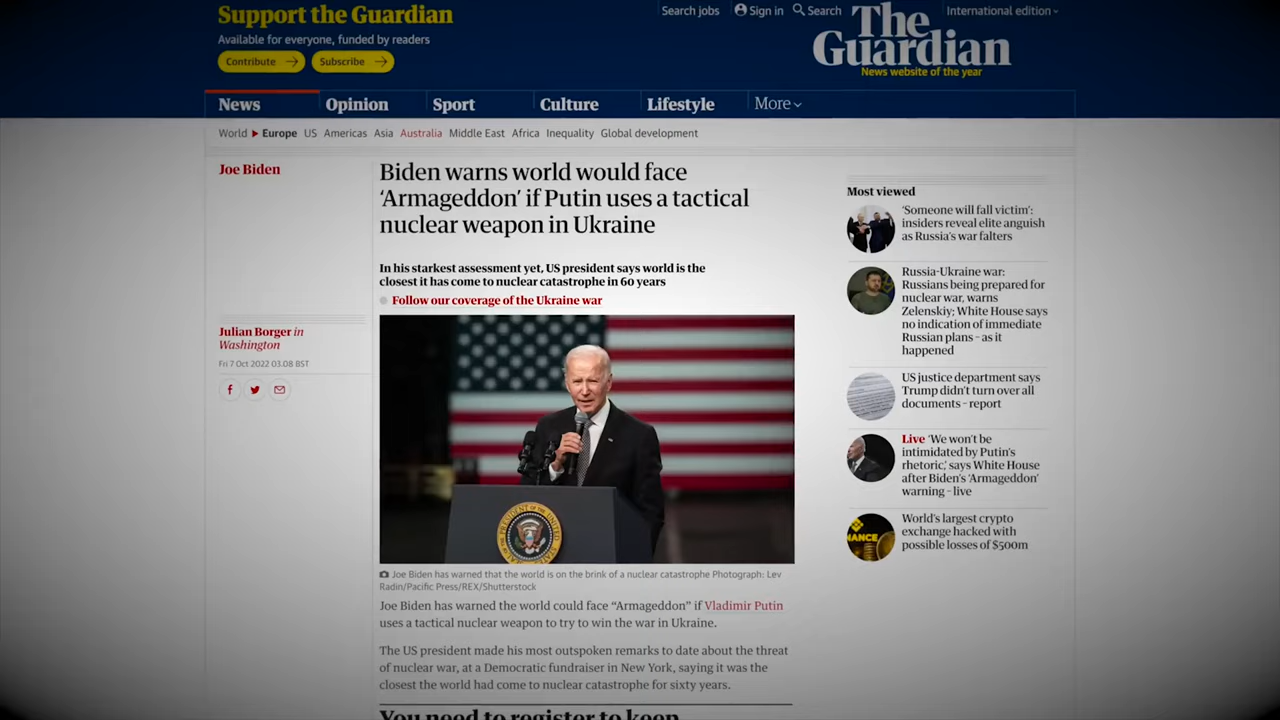 Support the Guardian
Available for everyone, funded by readers
Contribute
Subscribe
Search jobs
Sign in
Search
International edition
The
Guardian
News website of the year
News
Opinion
Sport
Culture
Lifestyle
More
World
Europe
US
Americas
Asia
Australia
Middle East
Africa
Inequality
Global development
Joe Biden
Biden warns world would face
‘Armageddon’ if Putin uses a tactical
nuclear weapon in Ukraine
In his starkest assessment yet, US president says world is the
closest it has come to nuclear catastrophe in 60 years
Follow our coverage of the Ukraine war
Julian Borger in
Washington
Fri 7 Oct 2022 03.08 BST
Joe Biden has warned that the world is on the brink of a nuclear catastrophe Photograph: Lev
Radin/Pacific Press/REX/Shutterstock
Joe Biden has warned the world could face “Armageddon” if Vladimir Putin
uses a tactical nuclear weapon to try to win the war in Ukraine.
The US president made his most outspoken remarks to date about the threat
of nuclear war, at a Democratic fundraiser in New York, saying it was the
closest the world had come to nuclear catastrophe for sixty years.
You need to register to keep
Most viewed
‘Someone will fall victim’:
insiders reveal elite anguish
as Russia’s war falters
Russia-Ukraine war:
Russians being prepared for
nuclear war, warns
Zelenskiy; White House says
no indication of immediate
Russian plans – as it
happened
US justice department says
Trump didn’t turn over all
documents – report
Live ‘We won’t be
intimidated by Putin’s
rhetoric,’ says White House
after Biden’s ‘Armageddon’
warning – live
NANCE
World’s largest crypto
exchange hacked with
possible losses of $500m